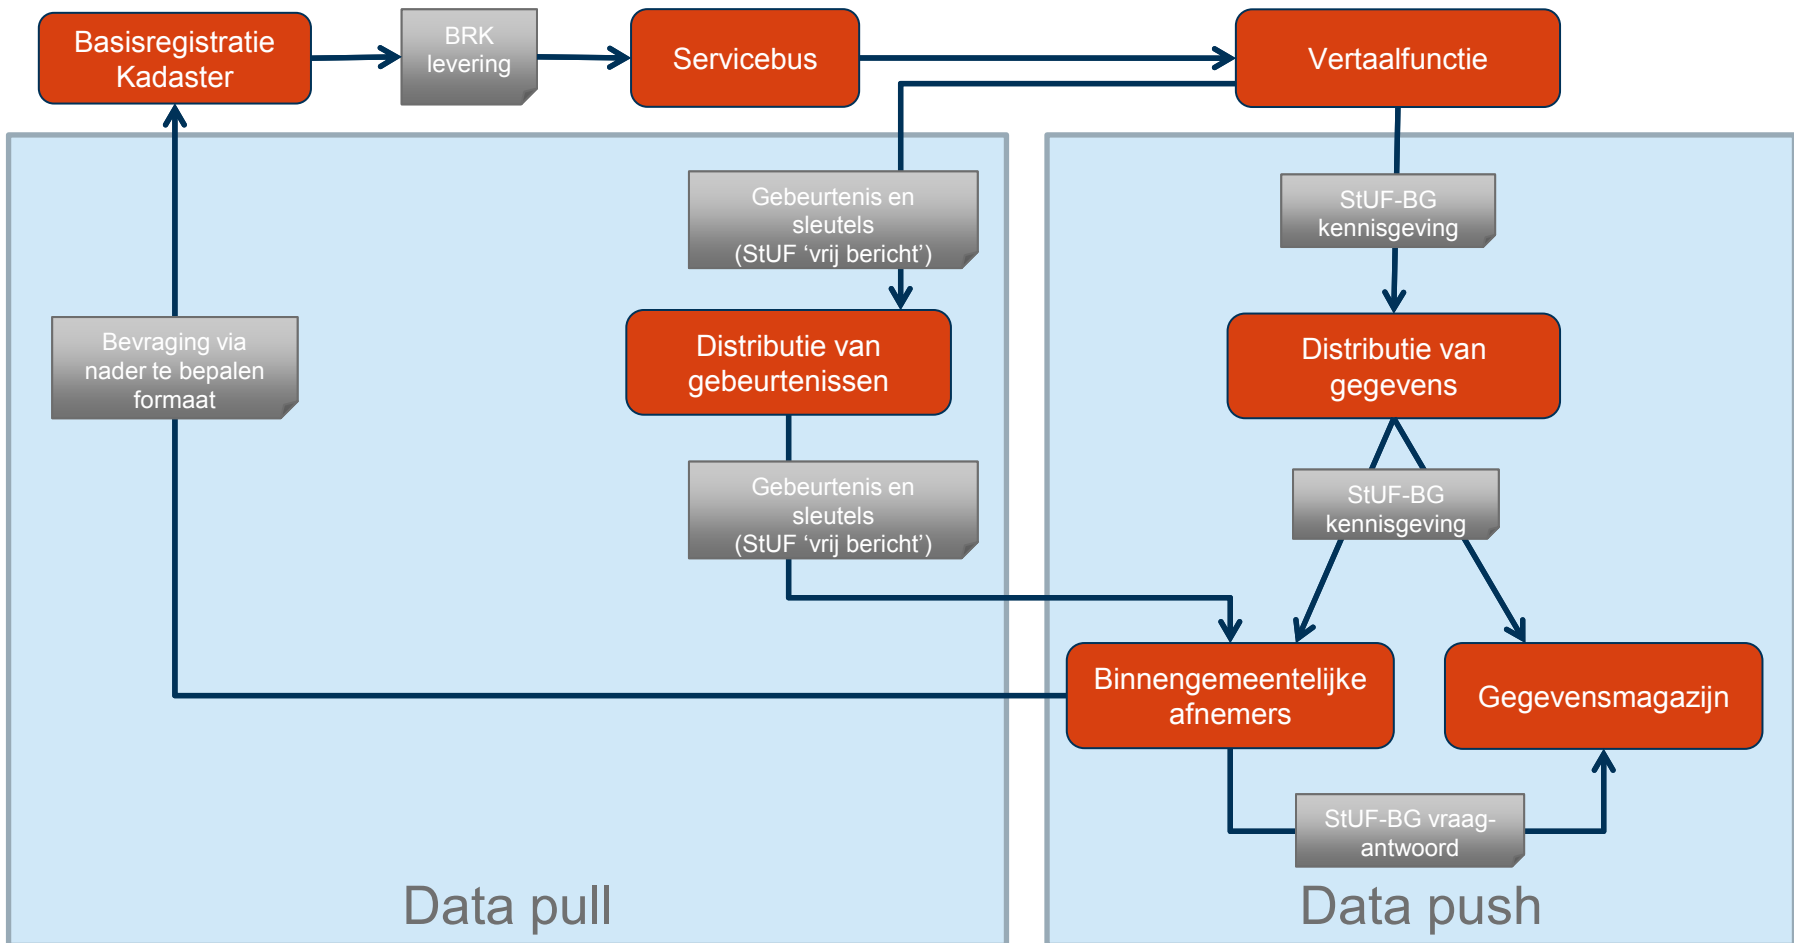 Basisregistratie
Kadaster
BRK
levering
Servicebus
Vertaalfunctie
Gebeurtenis en
sleutels
(StUF ‘vrij bericht’)
StUF-BG
kennisgeving
Bevraging via
nader te bepalen
formaat
Distributie van
gebeurtenissen
Distributie van
gegevens
Gebeurtenis en
sleutels
(StUF ‘vrij bericht’)
StUF-BG
kennisgeving
Binnengemeentelijke
afnemers
Gegevensmagazijn
StUF-BG vraag-
antwoord
Data pull
Data push